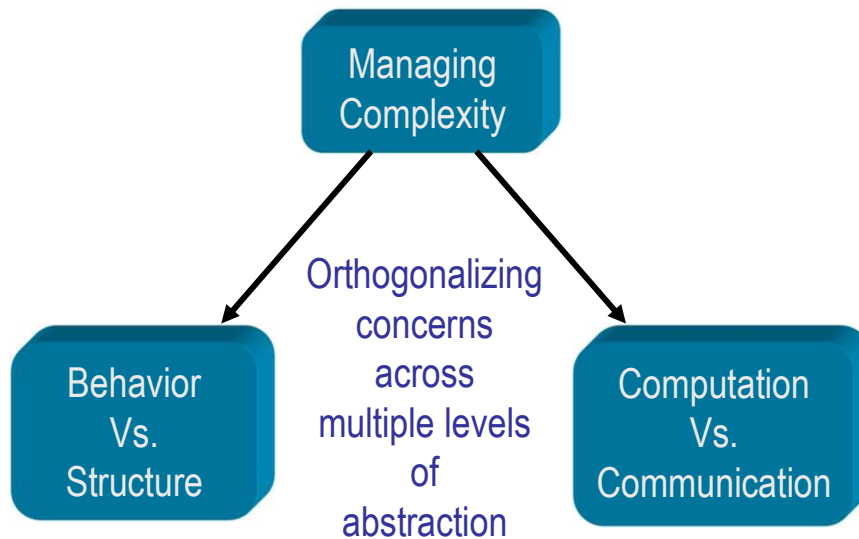 Managing
Complexity
Orthogonalizing
concerns
across
multiple levels
of
abstraction
Behavior
Vs.
Structure
Computation
Vs.
Communication